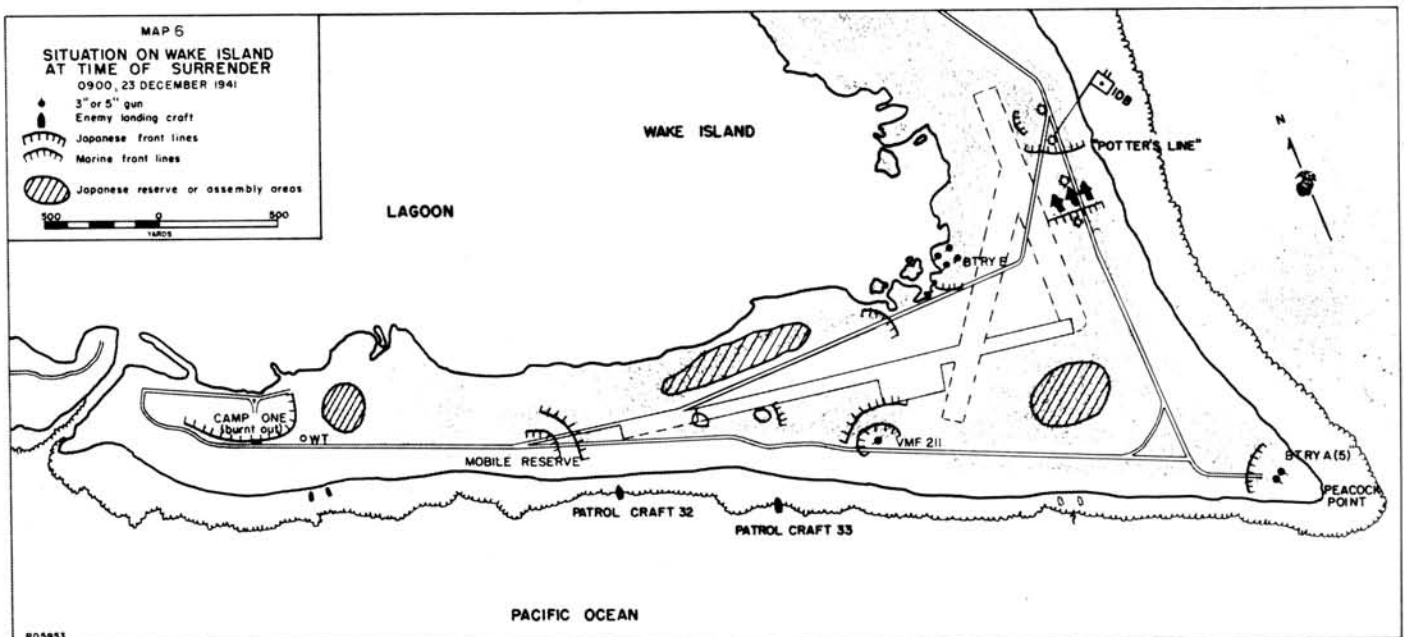 MAP 6
SITUATION ON WAKE ISLAND
AT TIME OF SURRENDER
0900, 23 DECEMBER 1941
3" or 5" gun
Enemy landing craft
Japanese front lines
Marine front lines
Japanese reserve or assembly areas
500 0 500
YARDS
WAKE ISLAND
LAGOON
N
IOB
"POTTER'S LINE"
BTRY E
CAMP ONE
(burnt out)
WT
MOBILE RESERVE
VMF 211
BTRY A (5)
PEACOCK
POINT
PATROL CRAFT 32
PATROL CRAFT 33
PACIFIC OCEAN
RD5953